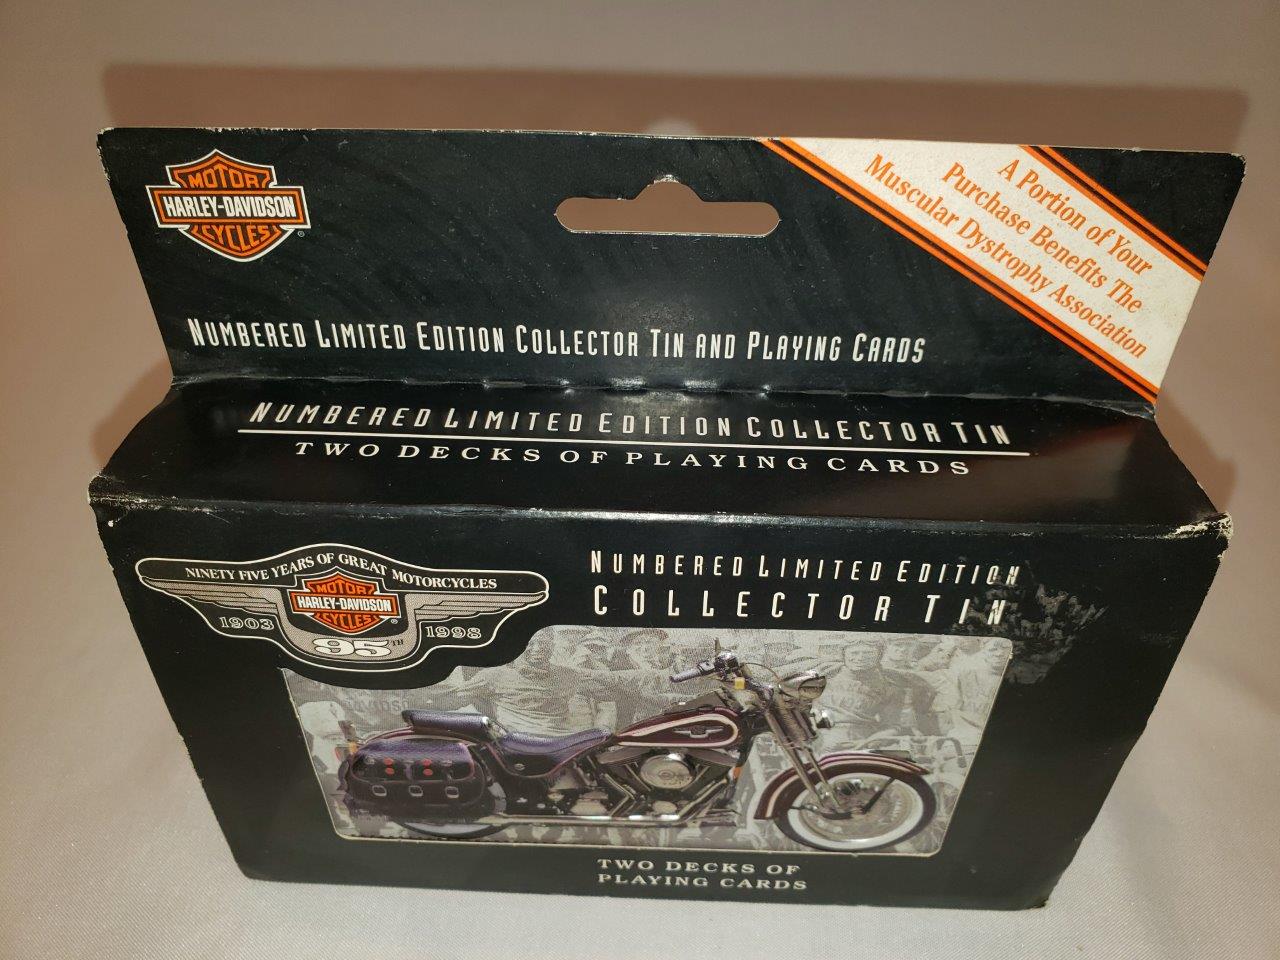 MOTOR
HARLEY-DAVIDSON
CYCLES
®
A Portion of Your
Purchase Benefits The
Muscular Dystrophy Association
NUMBERED LIMITED EDITION COLLECTOR TIN AND PLAYING CARDS
NUMBERED LIMITED EDITION COLLECTOR TIN
TWO DECKS OF PLAYING CARDS
NINETY FIVE YEARS OF GREAT MOTORCYCLES
MOTOR
HARLEY-DAVIDSON
CYCLES
®
1903 1998
95TH
NUMBERED LIMITED EDITION
COLLECTOR TIN
TWO DECKS OF
PLAYING CARDS